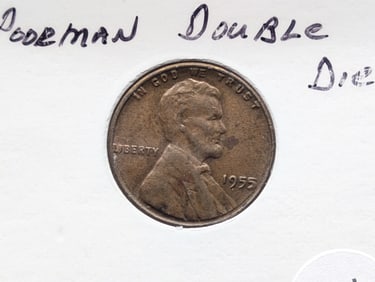 POORMAN DOUBLE
DIE
IN GOD WE TRUST
LIBERTY
1955